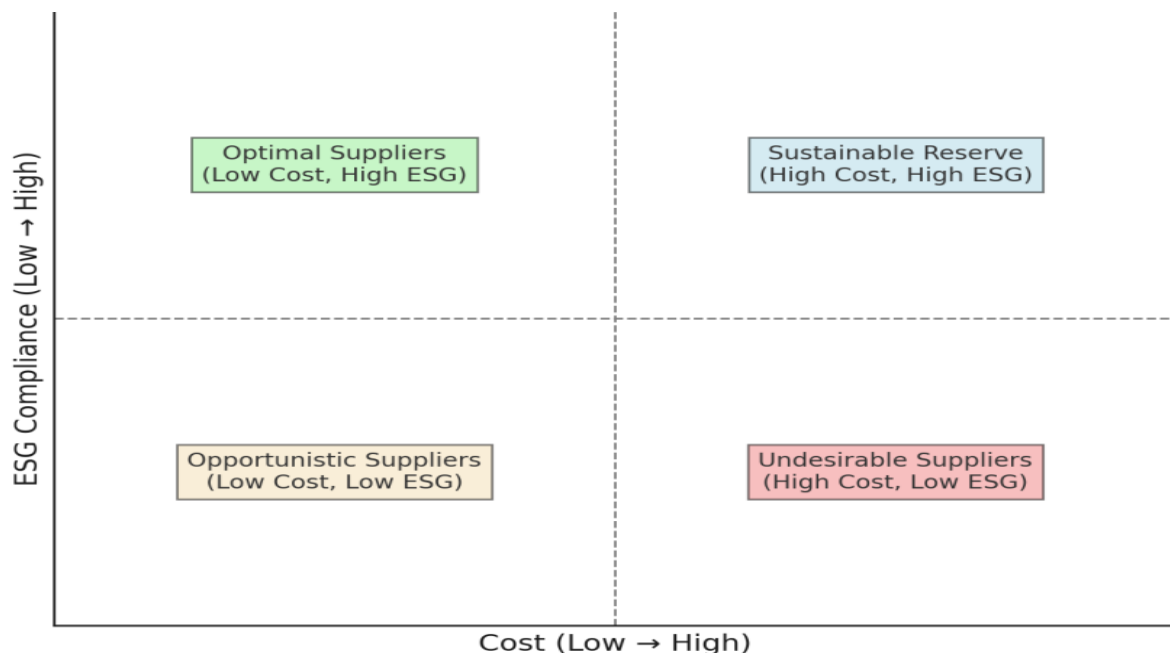 Optimal Suppliers
(Low Cost, High ESG)
Sustainable Reserve
(High Cost, High ESG)
ESG Compliance (Low → High)
Opportunistic Suppliers
(Low Cost, Low ESG)
Undesirable Suppliers
(High Cost, Low ESG)
Cost (Low → High)